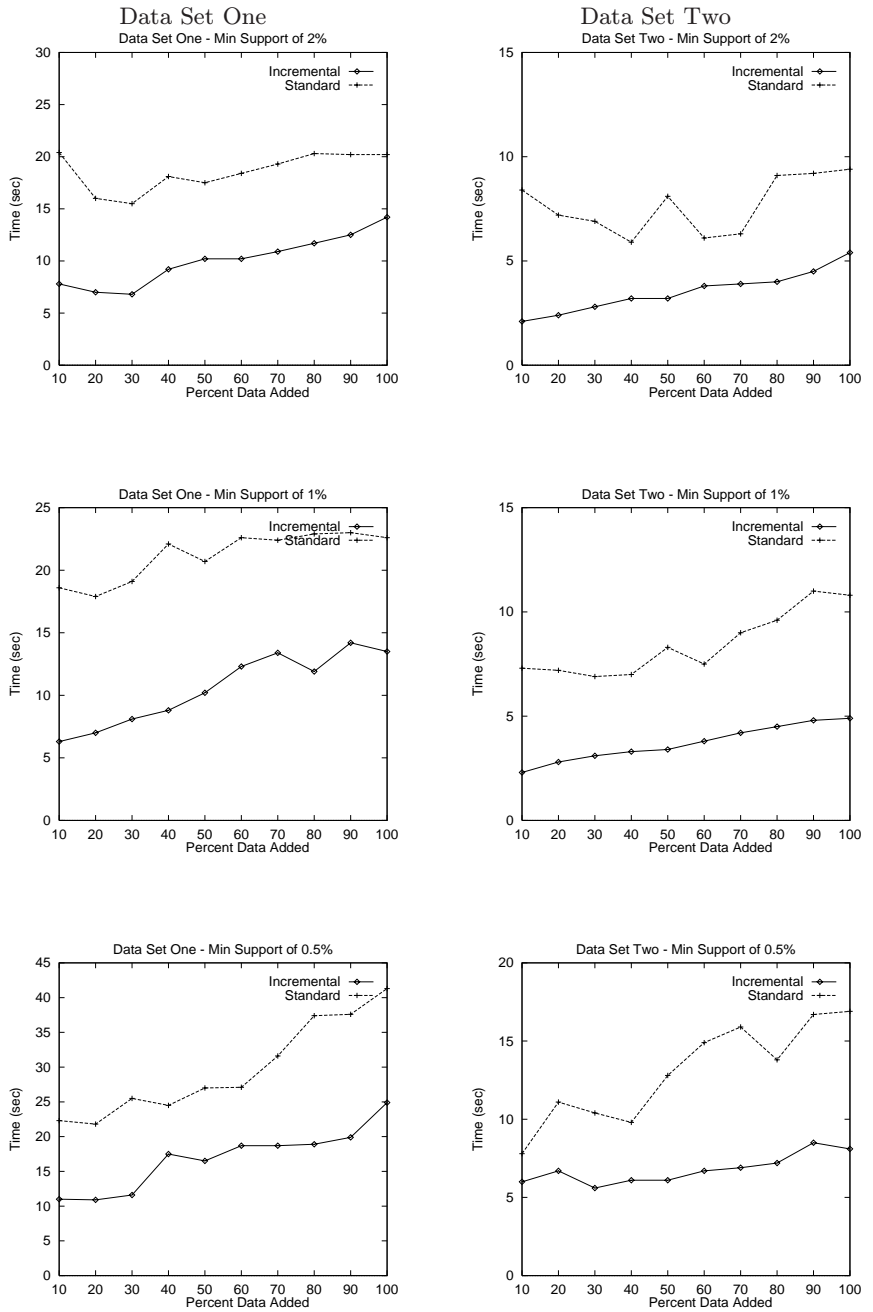 Data Set One
Data Set One - Min Support of 2%
30
25
20
15
10
5
0
Time (sec)
Incremental
Standard
10 20 30 40 50 60 70 80 90 100
Percent Data Added
Data Set Two
Data Set Two - Min Support of 2%
15
10
5
0
Time (sec)
Incremental
Standard
10 20 30 40 50 60 70 80 90 100
Percent Data Added
Data Set One - Min Support of 1%
25
20
15
10
5
0
Time (sec)
Incremental
Standard
10 20 30 40 50 60 70 80 90 100
Percent Data Added
Data Set Two - Min Support of 1%
15
10
5
0
Time (sec)
Incremental
Standard
10 20 30 40 50 60 70 80 90 100
Percent Data Added
Data Set One - Min Support of 0.5%
45
40
35
30
25
20
15
10
5
0
Time (sec)
Incremental
Standard
10 20 30 40 50 60 70 80 90 100
Percent Data Added
Data Set Two - Min Support of 0.5%
20
15
10
5
0
Time (sec)
Incremental
Standard
10 20 30 40 50 60 70 80 90 100
Percent Data Added